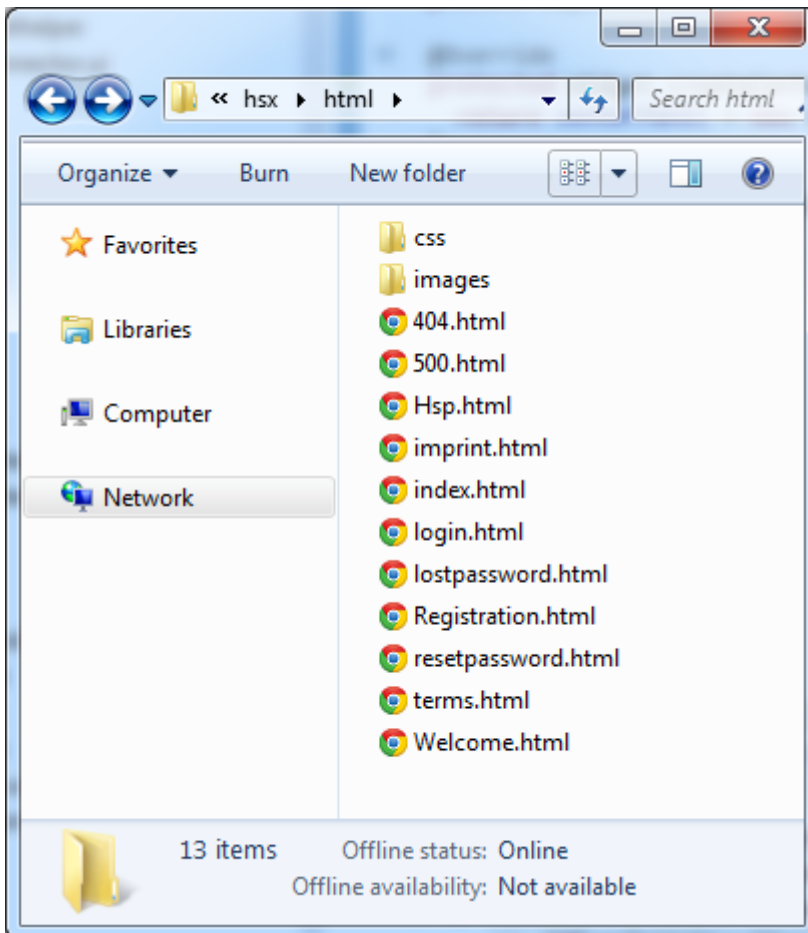 « hsx html Search html
Organize Burn New folder
Favorites
Libraries
Computer
Network
css
images
404.html
500.html
Hsp.html
imprint.html
index.html
login.html
lostpassword.html
Registration.html
resetpassword.html
terms.html
Welcome.html
13 items Offline status: Online
Offline availability: Not available